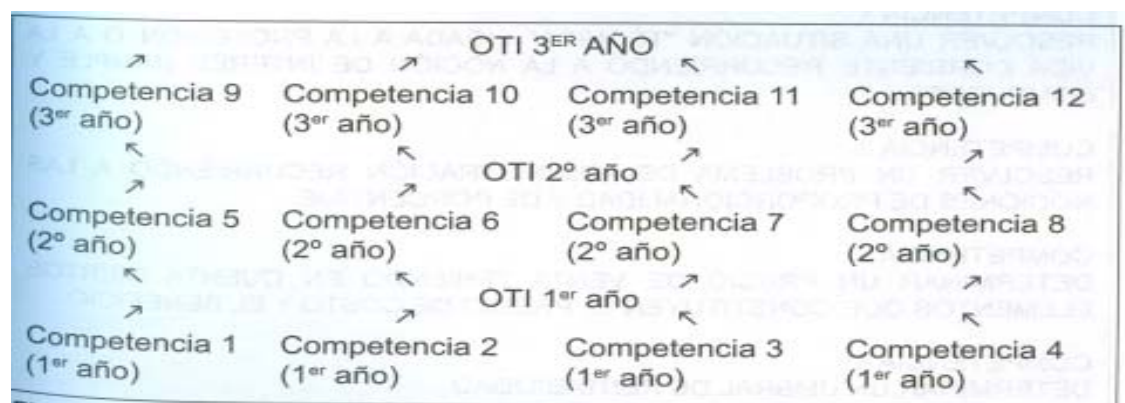 OTI 3ᴱᴿ AÑO
Competencia 9 Competencia 10 Competencia 11 Competencia 12
(3ᵉʳ año) (3ᵉʳ año) (3ᵉʳ año) (3ᵉʳ año)
OTI 2º año
Competencia 5 Competencia 6 Competencia 7 Competencia 8
(2º año) (2º año) (2º año) (2º año)
OTI 1ᵉʳ año
Competencia 1 Competencia 2 Competencia 3 Competencia 4
(1ᵉʳ año) (1ᵉʳ año) (1ᵉʳ año) (1ᵉʳ año)